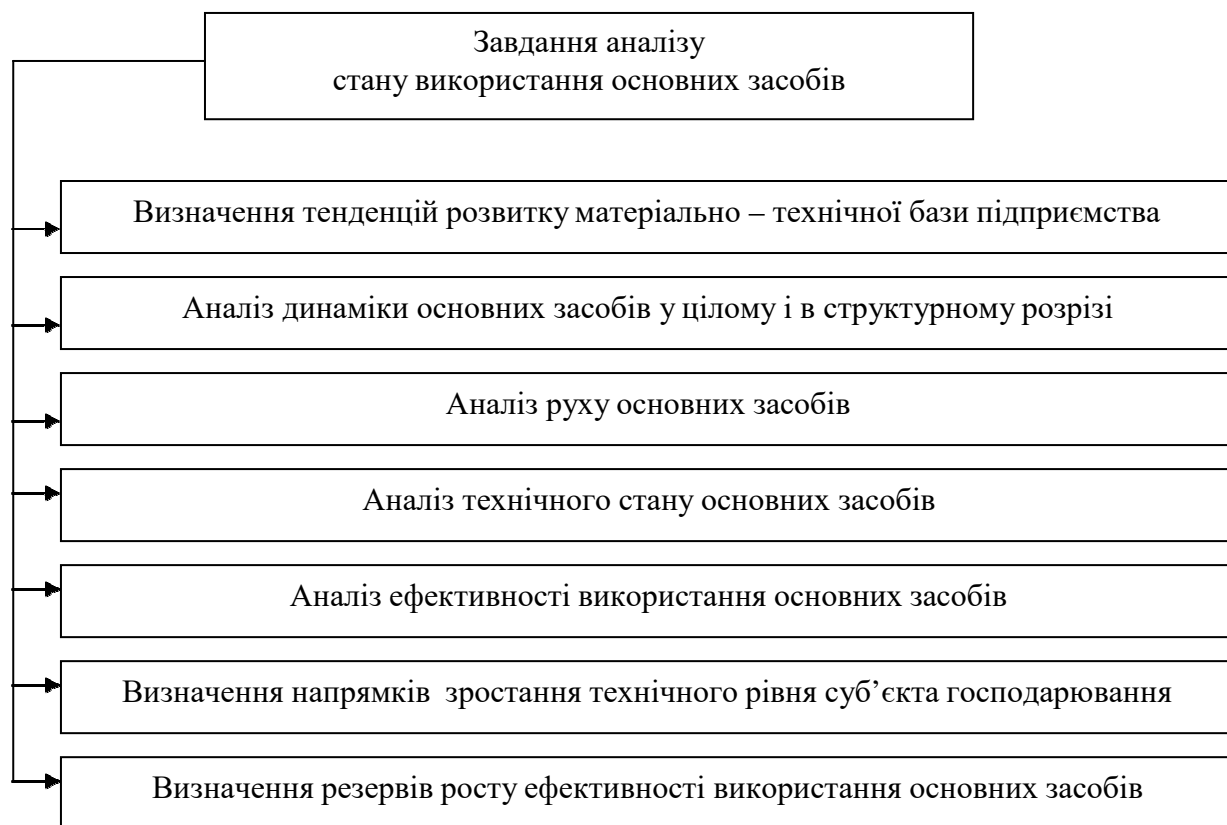 Завдання аналізу
стану використання основних засобів
Визначення тенденцій розвитку матеріально – технічної бази підприємства
Аналіз динаміки основних засобів у цілому і в структурному розрізі
Аналіз руху основних засобів
Аналіз технічного стану основних засобів
Аналіз ефективності використання основних засобів
Визначення напрямків зростання технічного рівня суб’єкта господарювання
Визначення резервів росту ефективності використання основних засобів